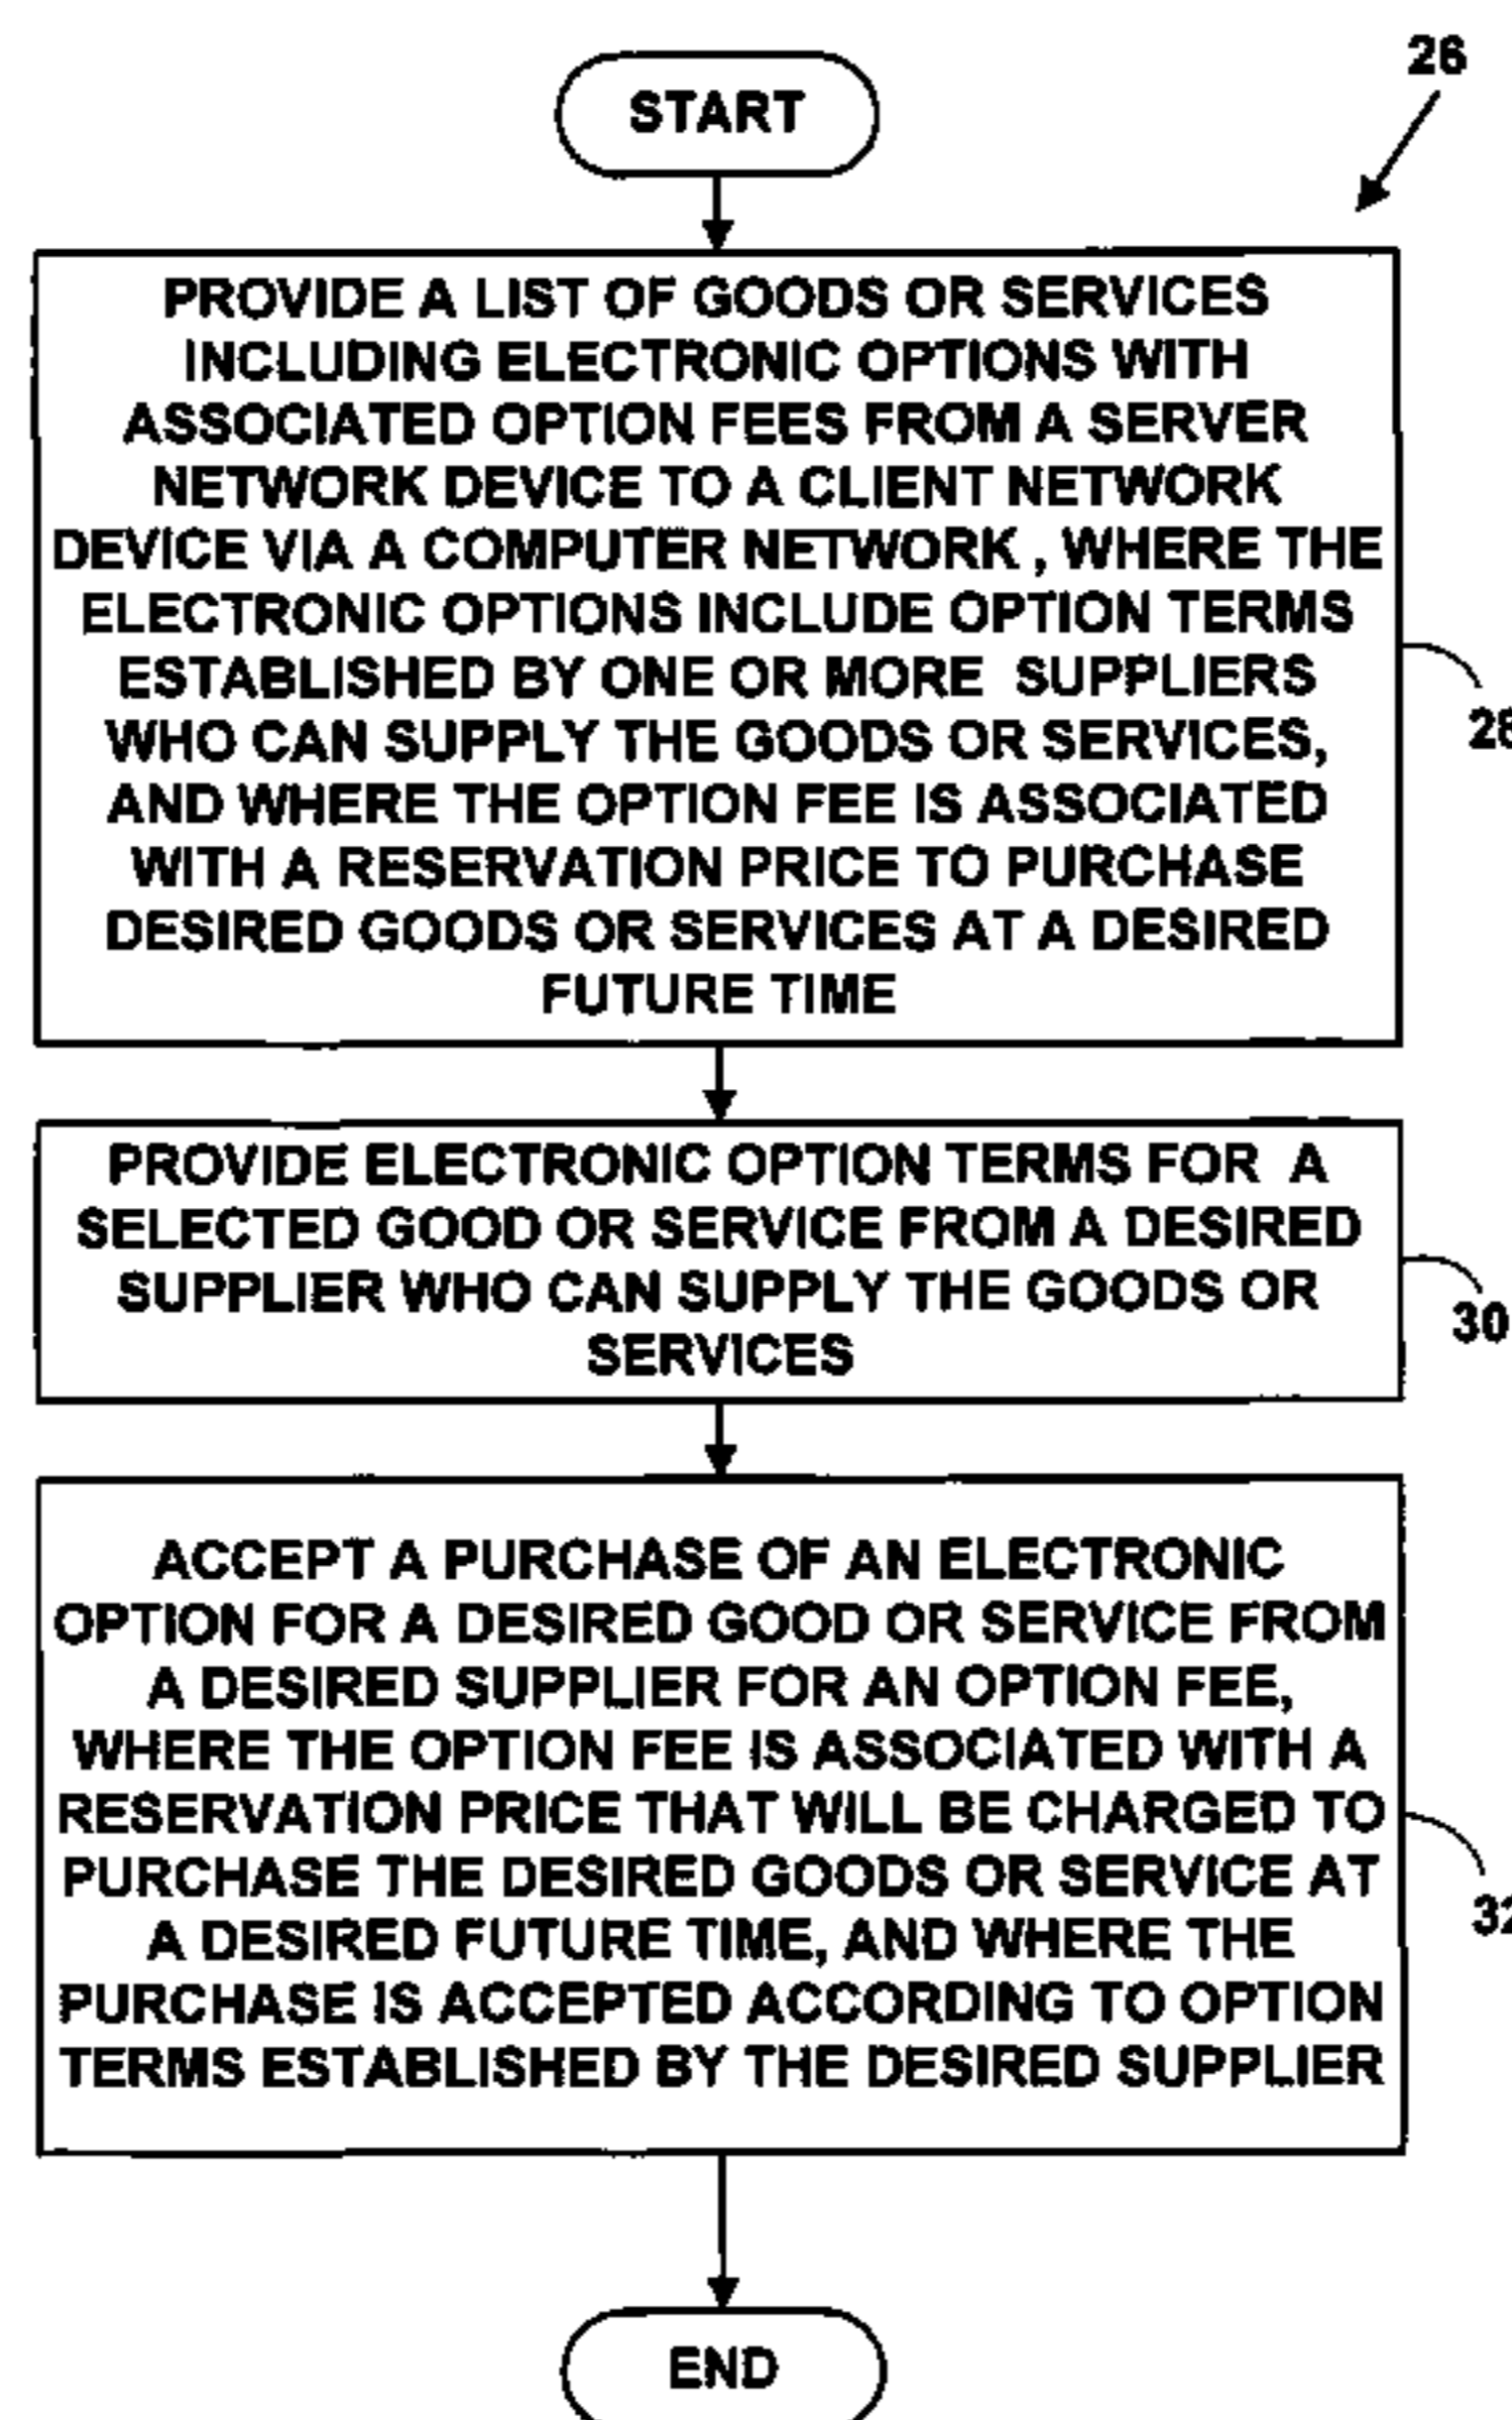 26
START
PROVIDE A LIST OF GOODS OR SERVICES
INCLUDING ELECTRONIC OPTIONS WITH
ASSOCIATED OPTION FEES FROM A SERVER
NETWORK DEVICE TO A CLIENT NETWORK
DEVICE VIA A COMPUTER NETWORK , WHERE THE
ELECTRONIC OPTIONS INCLUDE OPTION TERMS
ESTABLISHED BY ONE OR MORE SUPPLIERS
WHO CAN SUPPLY THE GOODS OR SERVICES,
AND WHERE THE OPTION FEE IS ASSOCIATED
WITH A RESERVATION PRICE TO PURCHASE
DESIRED GOODS OR SERVICES AT A DESIRED
FUTURE TIME
28
PROVIDE ELECTRONIC OPTION TERMS FOR A
SELECTED GOOD OR SERVICE FROM A DESIRED
SUPPLIER WHO CAN SUPPLY THE GOODS OR
SERVICES
30
ACCEPT A PURCHASE OF AN ELECTRONIC
OPTION FOR A DESIRED GOOD OR SERVICE FROM
A DESIRED SUPPLIER FOR AN OPTION FEE,
WHERE THE OPTION FEE IS ASSOCIATED WITH A
RESERVATION PRICE THAT WILL BE CHARGED TO
PURCHASE THE DESIRED GOODS OR SERVICE AT
A DESIRED FUTURE TIME, AND WHERE THE
PURCHASE IS ACCEPTED ACCORDING TO OPTION
TERMS ESTABLISHED BY THE DESIRED SUPPLIER
32
END